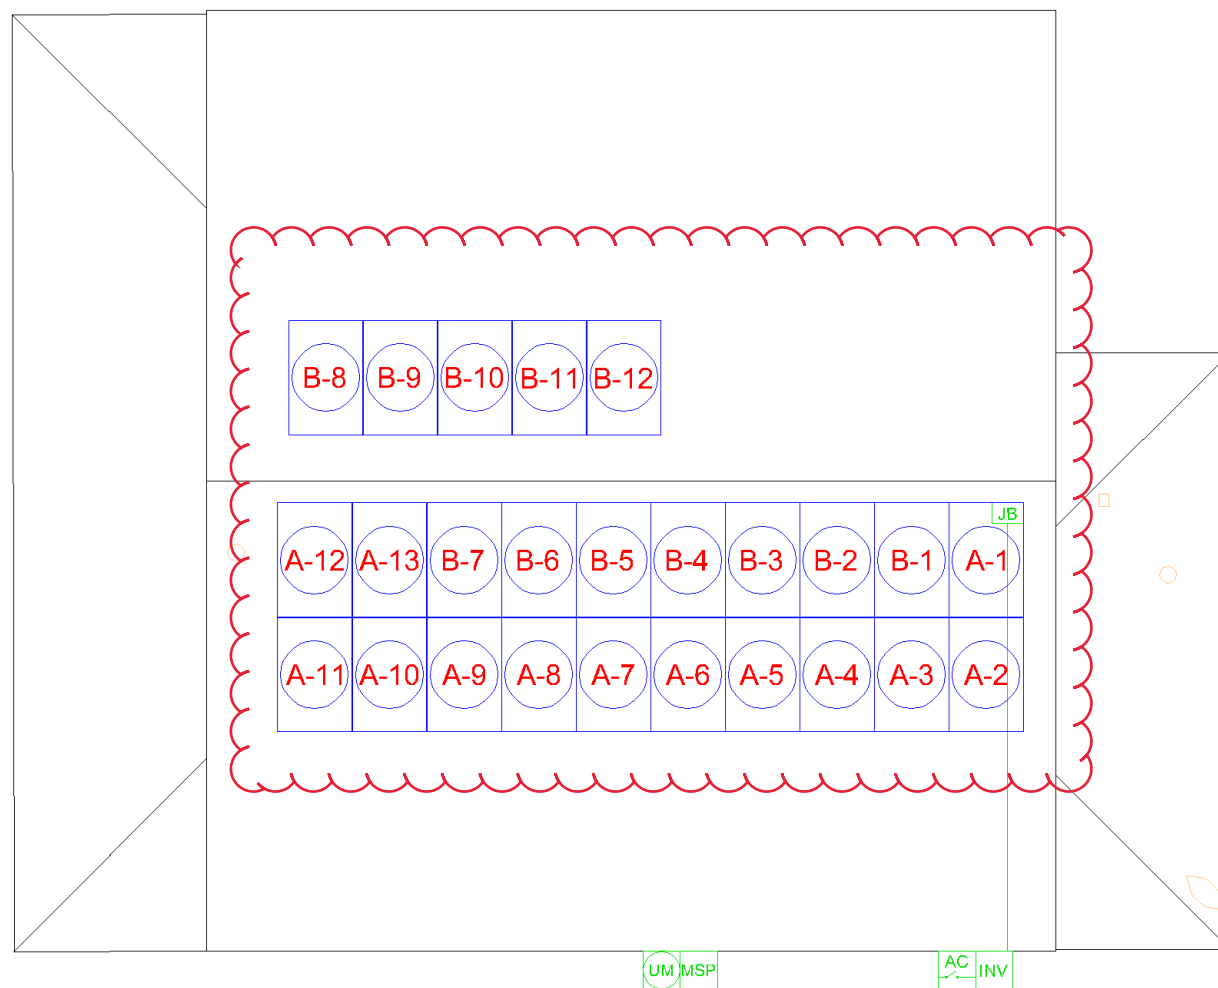 B-8 B-9 B-10 B-11 B-12
JB
A-12 A-13 B-7 B-6 B-5 B-4 B-3 B-2 B-1 A-1
A-11 A-10 A-9 A-8 A-7 A-6 A-5 A-4 A-3 A-2
UM MSP AC INV